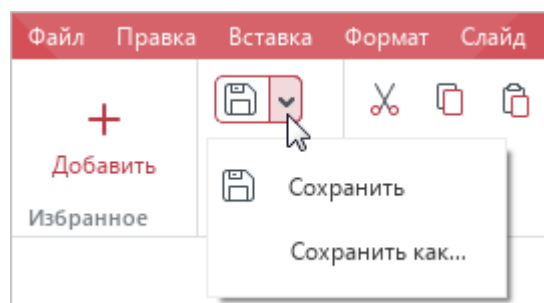 Файл Правка Вставка Формат Слайд
Добавить
Избранное
Сохранить
Сохранить как...